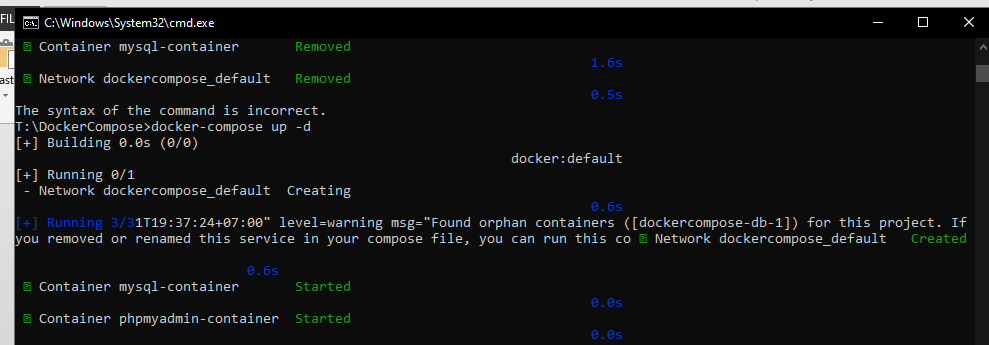 FIL
C:\Windows\System32\cmd.exe
Container mysql-container Removed
1.6s
Network dockercompose_default Removed
ast
0.5s
The syntax of the command is incorrect.
T:\DockerCompose>docker-compose up -d
[+] Building 0.0s (0/0)
docker:default
[+] Running 0/1
- Network dockercompose_default Creating
0.6s
[+] Running 3/31T19:37:24+07:00" level=warning msg="Found orphan containers ([dockercompose-db-1]) for this project. If
you removed or renamed this service in your compose file, you can run this co Network dockercompose_default Created
0.6s
Container mysql-container Started
0.0s
Container phpmyadmin-container Started
0.0s